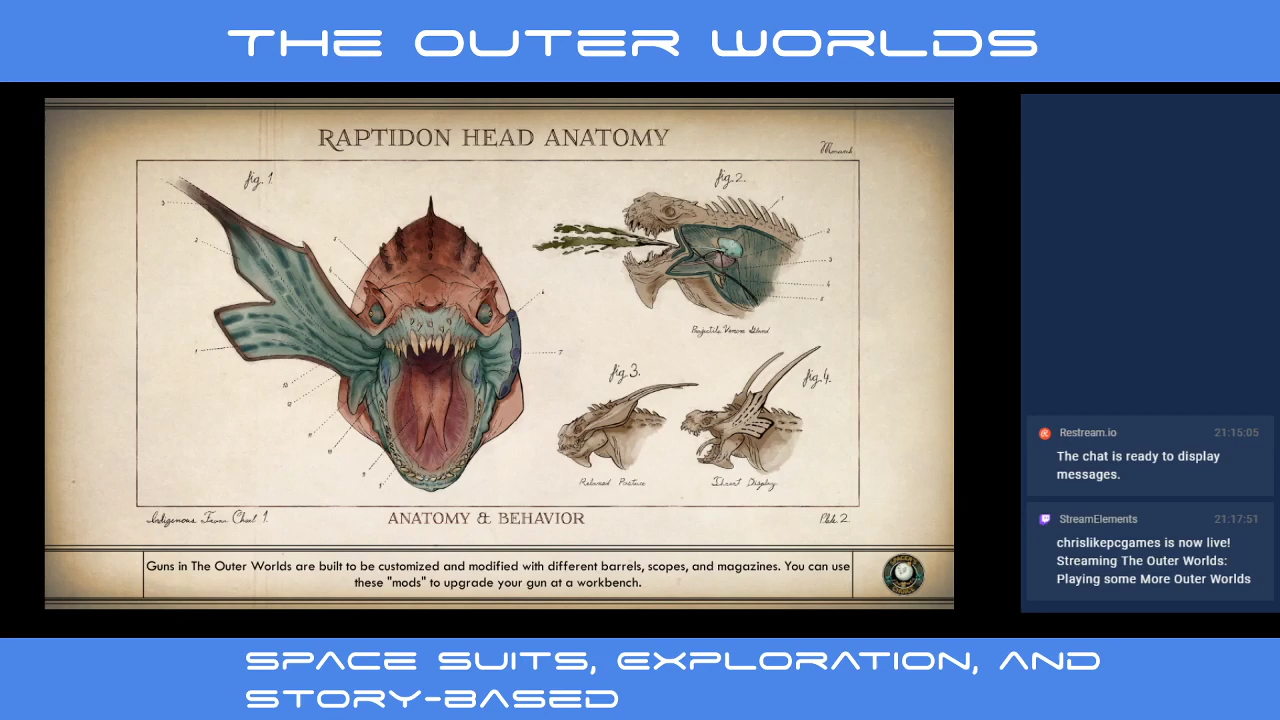 THE OUTER WORLDS
RAPTIDON HEAD ANATOMY
Monarch
fig. 1.
fig. 2.
Projectile Venom Gland
fig. 3.
fig. 4.
Relaxed Posture
Threat Display
Indigenous Fauna Chart 1.
ANATOMY & BEHAVIOR
Plate 2
Guns in The Outer Worlds are built to be customized and modified with different barrels, scopes, and magazines. You can use
these "mods" to upgrade your gun at a workbench.
Restream.io 21:15:05
The chat is ready to display
messages.
StreamElements 21:17:51
chrislikepcgames is now live!
Streaming The Outer Worlds:
Playing some More Outer Worlds
SPACE SUITS, EXPLORATION, AND
STORY-BASED